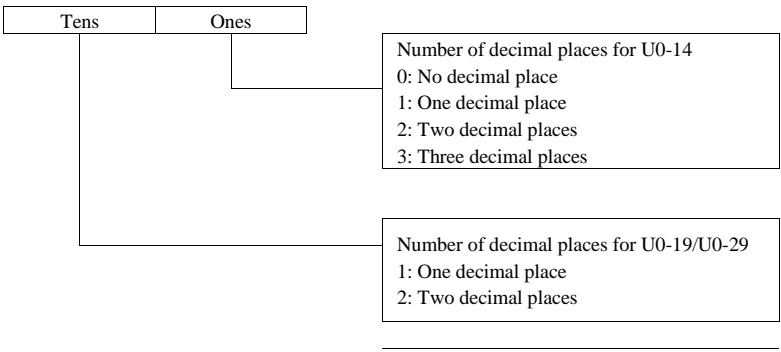 Tens Ones
Number of decimal places for U0-14
0: No decimal place
1: One decimal place
2: Two decimal places
3: Three decimal places
Number of decimal places for U0-19/U0-29
1: One decimal place
2: Two decimal places